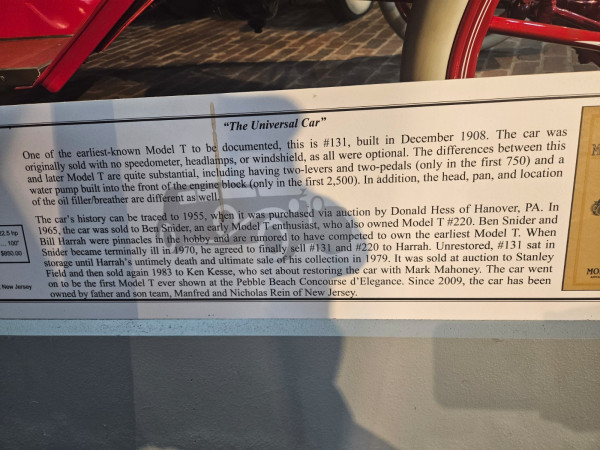 "The Universal Car"
One of the earliest-known Model T to be documented, this is #131, built in December 1908. The car was
originally sold with no speedometer, headlamps, or windshield, as all were optional. The differences between this
and later Model T are quite substantial, including having two-levers and two-pedals (only in the first 750) and a
water pump built into the front of the engine block (only in the first 2,500). In addition, the head, pan, and location
of the oil filler/breather are different as well.
The car's history can be traced to 1955, when it was purchased via auction by Donald Hess of Hanover, PA. In
1965, the car was sold to Ben Snider, an early Model T enthusiast, who also owned Model T #220. Ben Snider and
Bill Harrah were pinnacles in the hobby and are rumored to have competed to own the earliest Model T. When
Snider became terminally ill in 1970, he agreed to finally sell #131 and #220 to Harrah. Unrestored, #131 sat in
storage until Harrah's untimely death and ultimate sale of his collection in 1979. It was sold at auction to Stanley
Field and then sold again 1983 to Ken Kesse, who set about restoring the car with Mark Mahoney. The car went
on to be the first Model T ever shown at the Pebble Beach Concourse d'Elegance. Since 2009, the car has been
owned by father and son team, Manfred and Nicholas Rein of New Jersey.
2.5 hp
100"
$850.00
New Jersey
MO